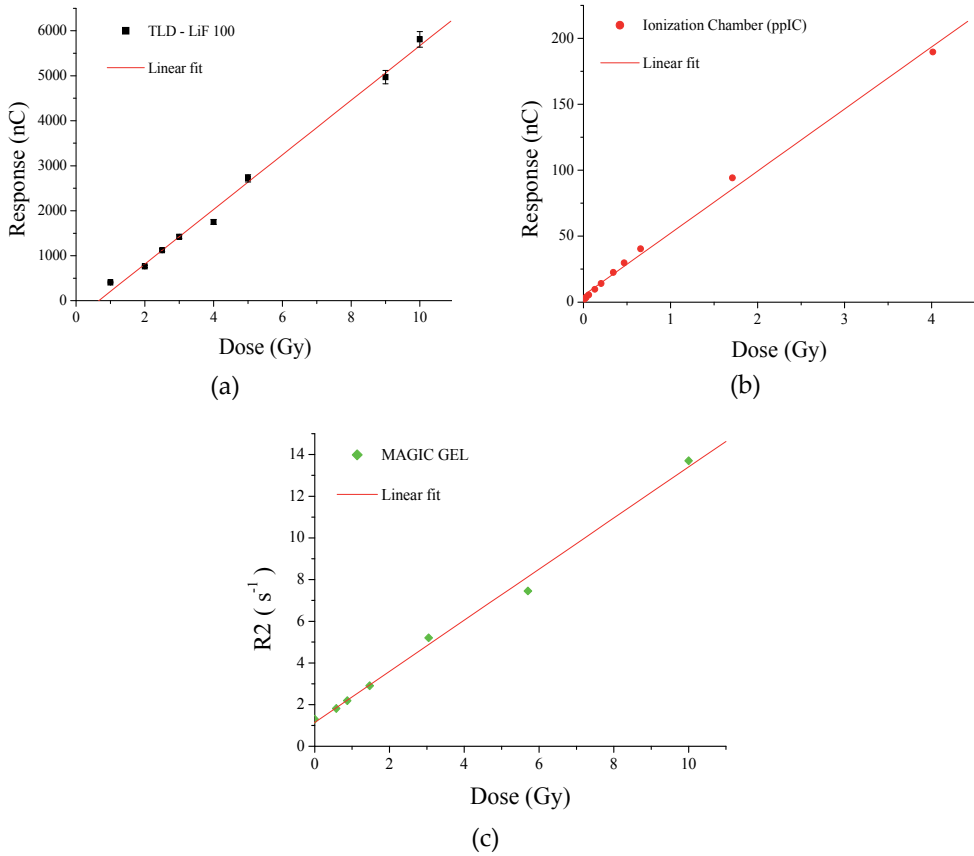 TLD - LiF 100
Linear fit
Response (nC)
6000
5000
4000
3000
2000
1000
0
0
2
4
6
8
10
Dose (Gy)
(a)
Ionization Chamber (ppIC)
Linear fit
Response (nC)
200
150
100
50
0
0
1
2
3
4
Dose (Gy)
(b)
MAGIC GEL
Linear fit
R2 ( s⁻¹ )
14
12
10
8
6
4
2
0
0
2
4
6
8
10
Dose (Gy)
(c)